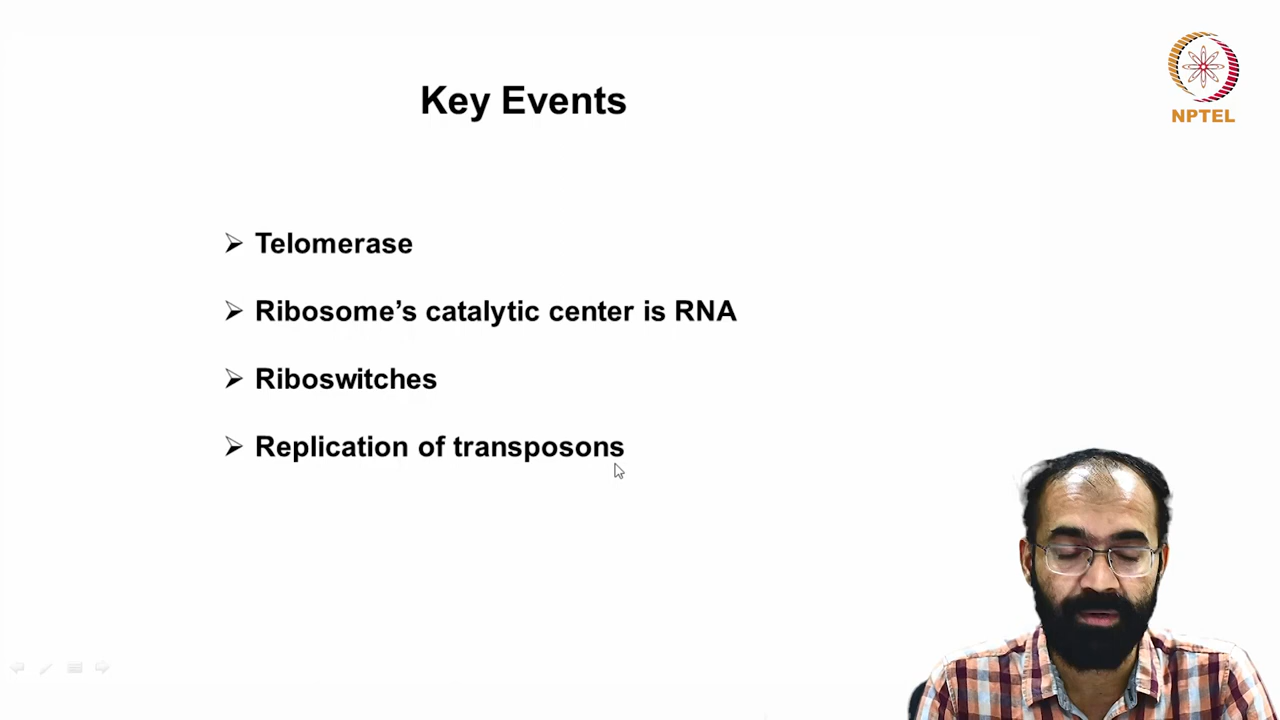 Key Events
NPTEL
Telomerase
Ribosome’s catalytic center is RNA
Riboswitches
Replication of transposons